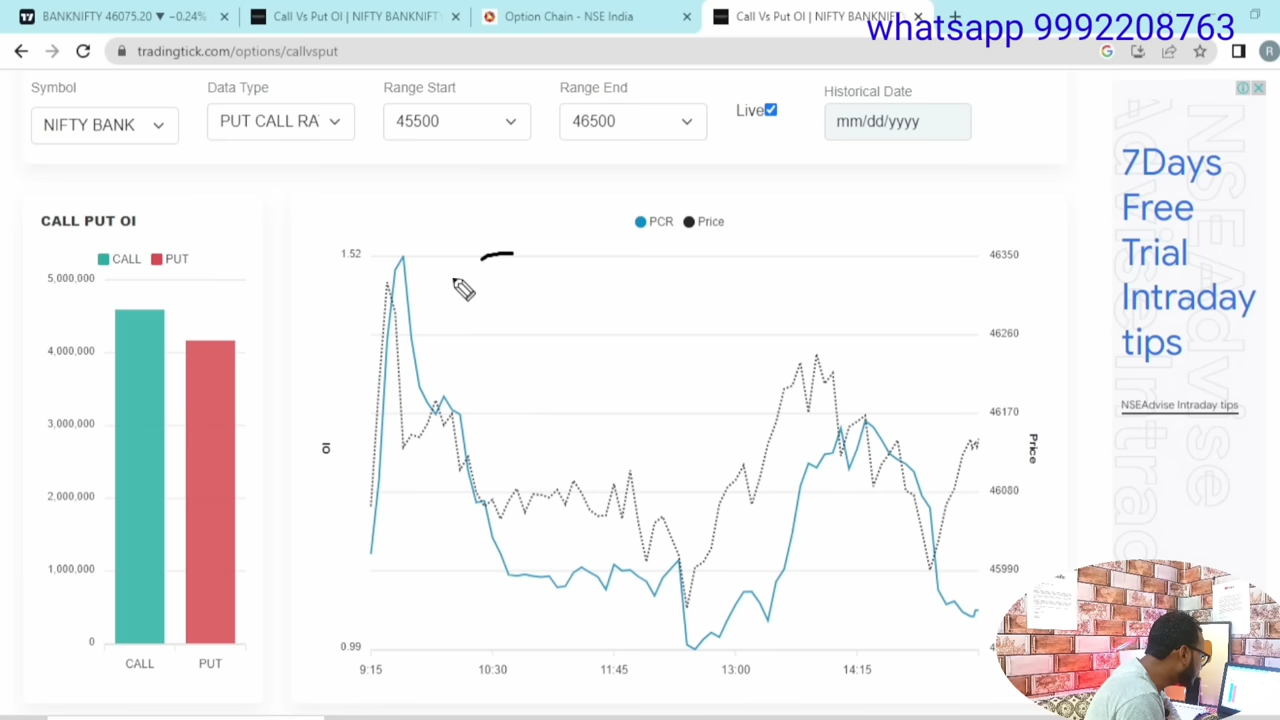 BANKNIFTY 46075.20 ▼ −0.24%
Call Vs Put OI | NIFTY BANKNIFT
Option Chain - NSE India
Call Vs Put OI | NIFTY BANKNIF
whatsapp 9992208763
tradingtick.com/options/callvsput
Symbol
Data Type
Range Start
Range End
Historical Date
NIFTY BANK
PUT CALL RA
45500
46500
Live
mm/dd/yyyy
CALL PUT OI
CALL PUT
5,000,000
4,000,000
3,000,000
2,000,000
1,000,000
0
CALL PUT
PCR Price
1.52
0.99
OI
46350
46260
46170
46080
45990
Price
9:15 10:30 11:45 13:00 14:15
7Days
Free
Trial
Intraday
tips
NSEAdvise Intraday tips